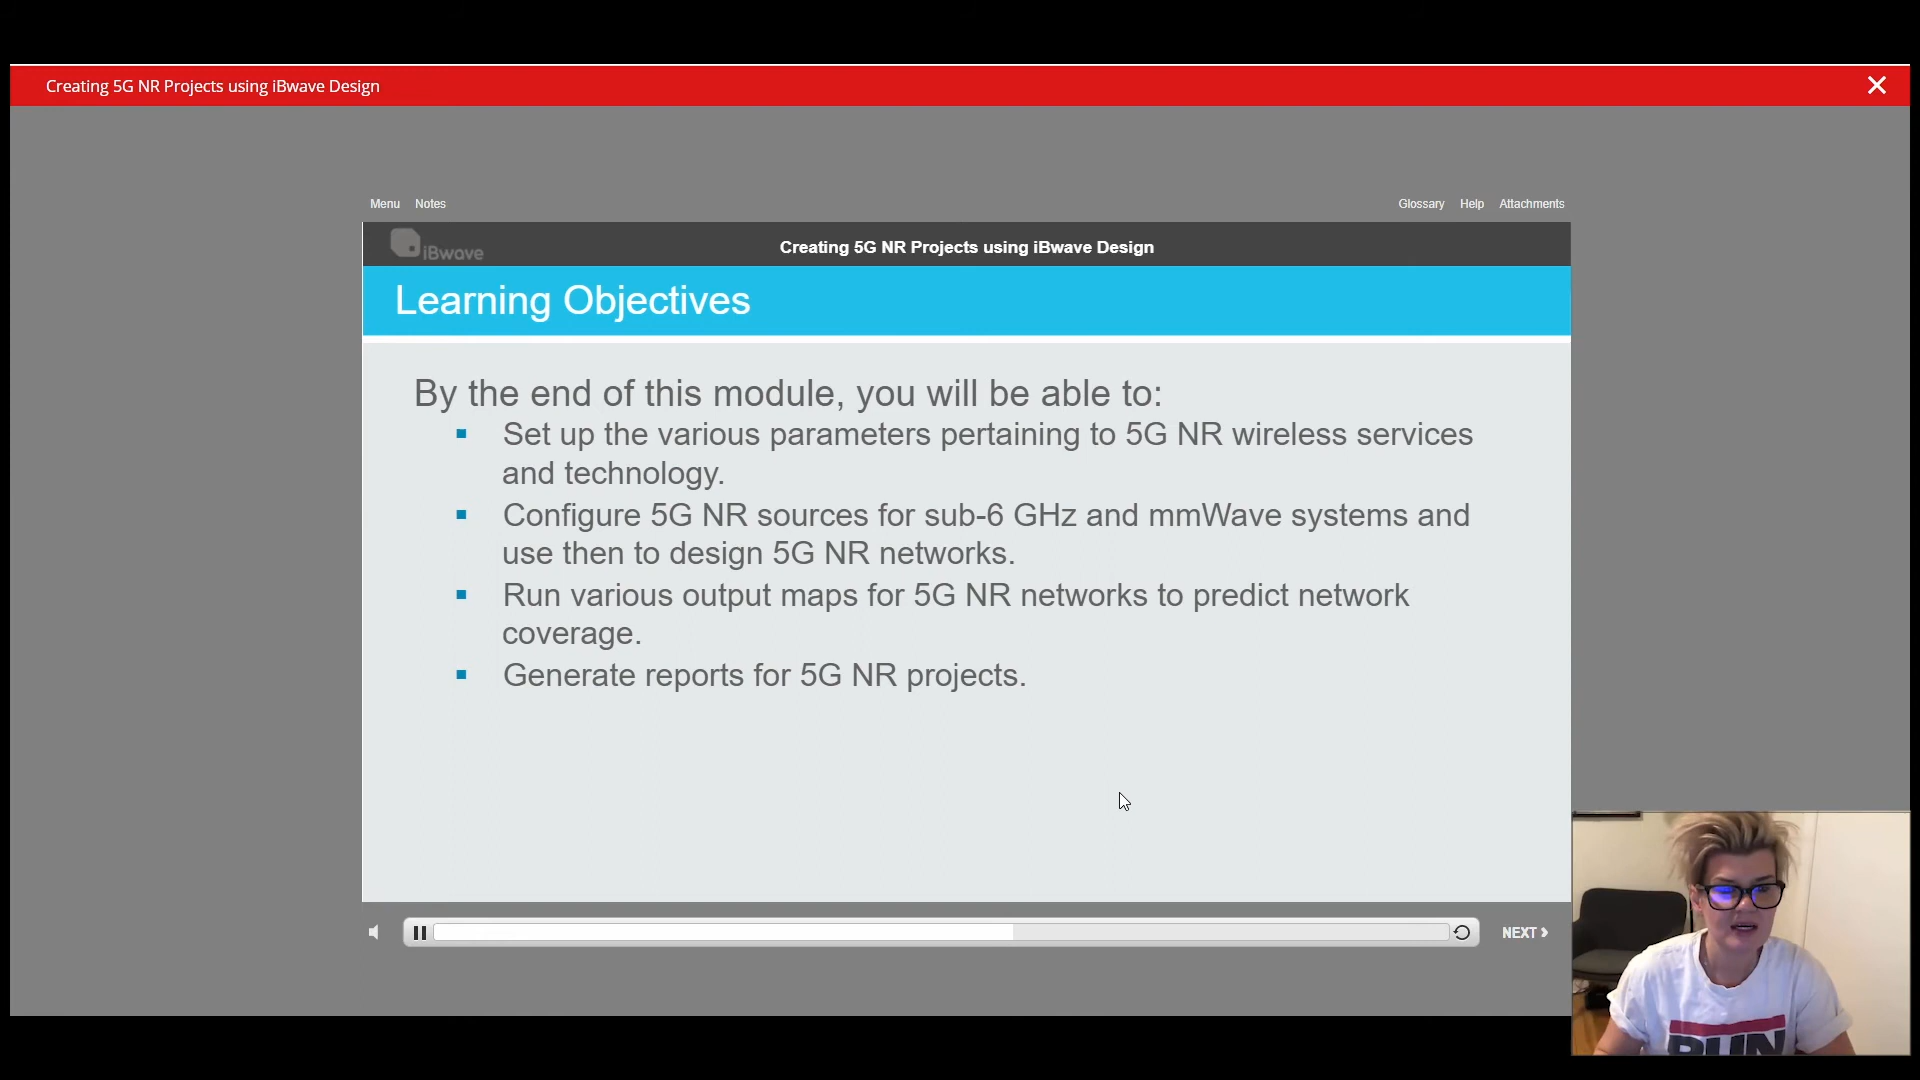 Creating 5G NR Projects using iBwave Design
Menu Notes
Glossary Help Attachments
iBwave
Creating 5G NR Projects using iBwave Design
Learning Objectives
By the end of this module, you will be able to:
Set up the various parameters pertaining to 5G NR wireless services
and technology.
Configure 5G NR sources for sub-6 GHz and mmWave systems and
use then to design 5G NR networks.
Run various output maps for 5G NR networks to predict network
coverage.
Generate reports for 5G NR projects.
NEXT
RUN